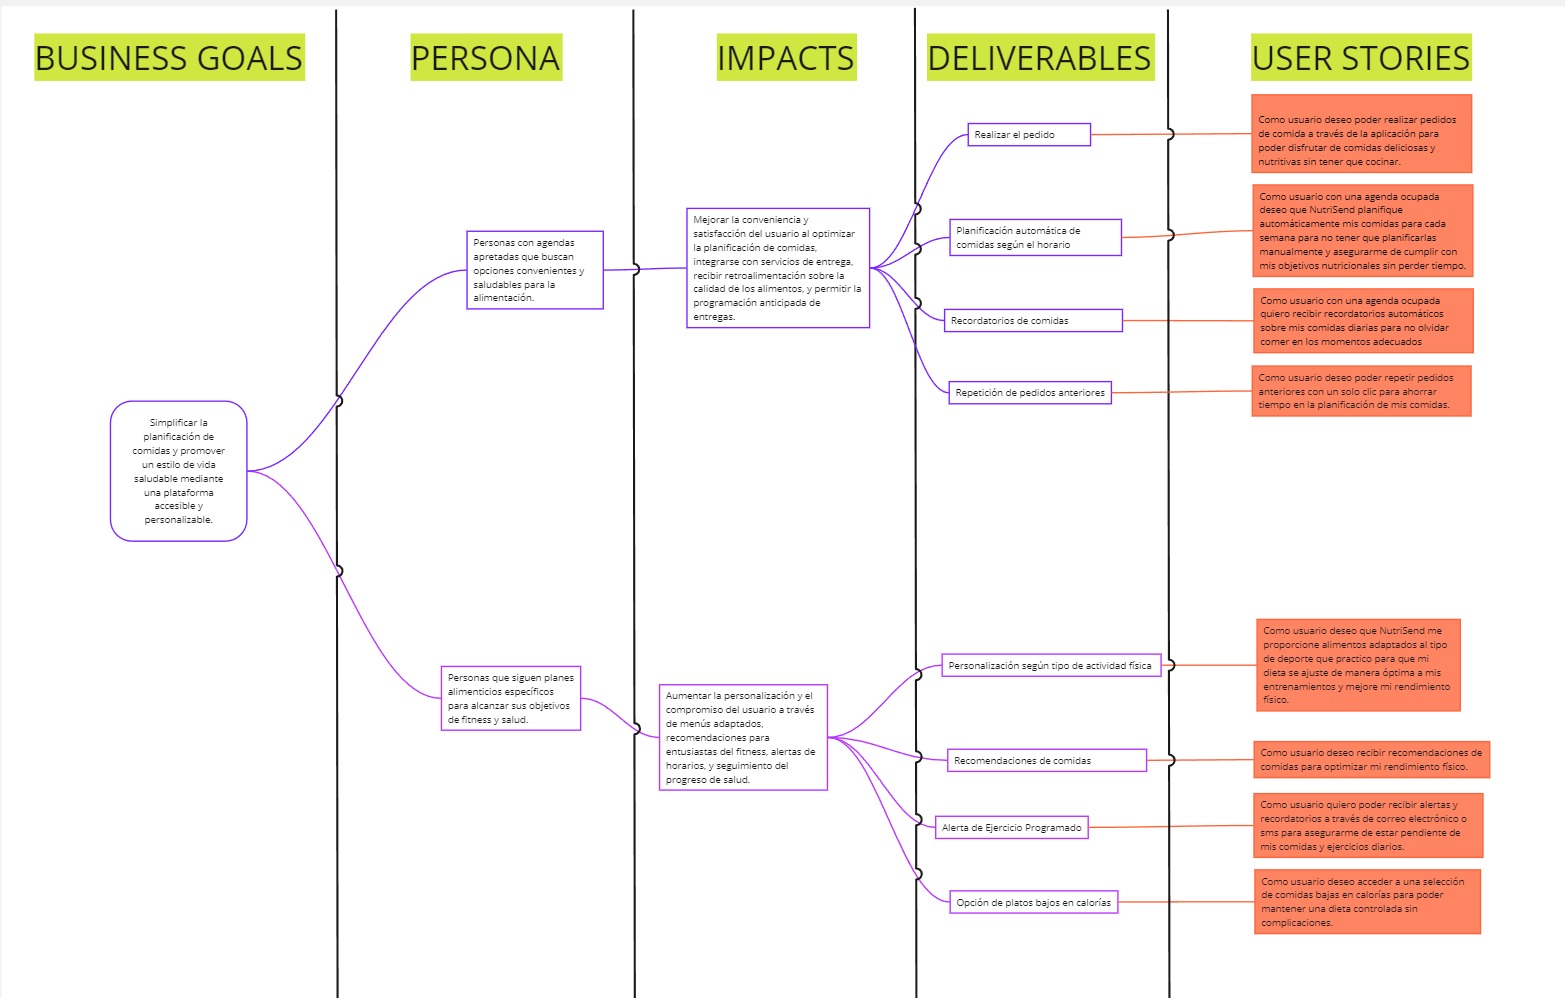 BUSINESS GOALS
PERSONA
IMPACTS
DELIVERABLES
USER STORIES
Simplificar la
planificación de
comidas y promover
un estilo de vida
saludable mediante
una plataforma
accesible y
personalizable.
Personas con agendas
apretadas que buscan
opciones convenientes y
saludables para la
alimentación.
Mejorar la conveniencia y
satisfacción del usuario al optimizar
la planificación de comidas,
integrarse con servicios de entrega,
recibir retroalimentación sobre la
calidad de los alimentos, y permitir la
programación anticipada de
entregas.
Realizar el pedido
Como usuario deseo poder realizar pedidos
de comida a través de la aplicación para
poder disfrutar de comidas deliciosas y
nutritivas sin tener que cocinar.
Planificación automática de
comidas según el horario
Como usuario con una agenda ocupada
deseo que NutriSend planifique
automáticamente mis comidas para cada
semana para no tener que planificarlas
manualmente y asegurarme de cumplir con
mis objetivos nutricionales sin perder tiempo.
Recordatorios de comidas
Como usuario con una agenda ocupada
quiero recibir recordatorios automáticos
sobre mis comidas diarias para no olvidar
comer en los momentos adecuados
Repetición de pedidos anteriores
Como usuario deseo poder repetir pedidos
anteriores con un solo clic para ahorrar
tiempo en la planificación de mis comidas.
Personas que siguen planes
alimenticios específicos
para alcanzar sus objetivos
de fitness y salud.
Aumentar la personalización y el
compromiso del usuario a través
de menús adaptados,
recomendaciones para
entusiastas del fitness, alertas de
horarios, y seguimiento del
progreso de salud.
Personalización según tipo de actividad física
Como usuario deseo que NutriSend me
proporcione alimentos adaptados al tipo
de deporte que practico para que mi
dieta se ajuste de manera óptima a mis
entrenamientos y mejore mi rendimiento
físico.
Recomendaciones de comidas
Como usuario deseo recibir recomendaciones de
comidas para optimizar mi rendimiento físico.
Alerta de Ejercicio Programado
Como usuario quiero poder recibir alertas y
recordatorios a través de correo electrónico o
sms para asegurarme de estar pendiente de
mis comidas y ejercicios diarios.
Opción de platos bajos en calorías
Como usuario deseo acceder a una selección
de comidas bajas en calorías para poder
mantener una dieta controlada sin
complicaciones.